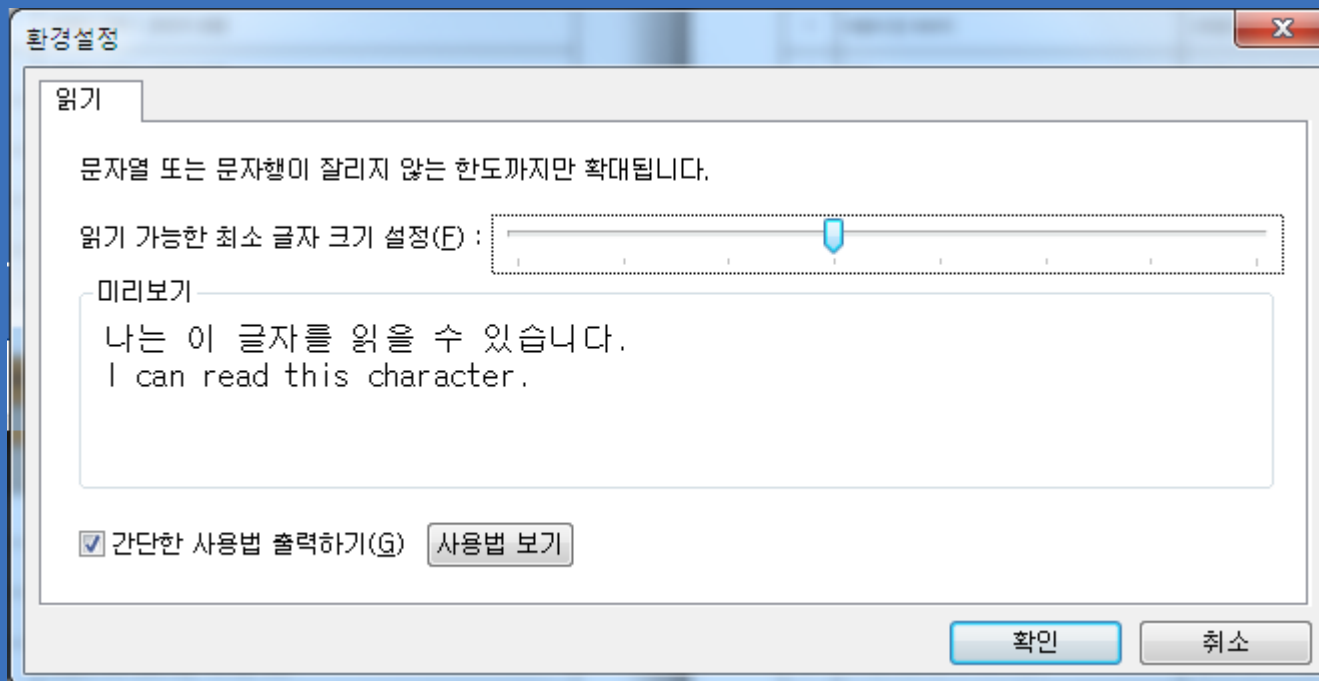 환경설정
읽기
문자열 또는 문자행이 잘리지 않는 한도까지만 확대됩니다.
읽기 가능한 최소 글자 크기 설정(F) :
미리보기
나는 이 글자를 읽을 수 있습니다.
I can read this character.
간단한 사용법 출력하기(G) 사용법 보기
확인 취소